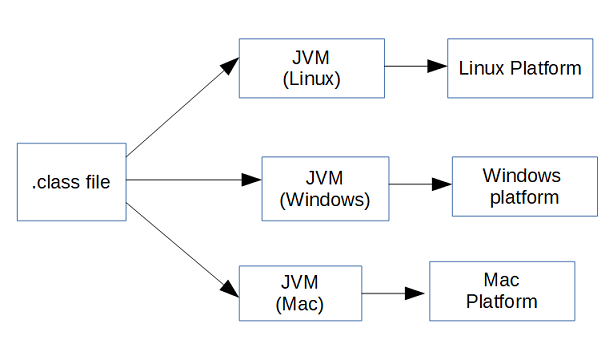 JVM
(Linux)
Linux Platform
.class file
JVM
(Windows)
Windows
platform
JVM
(Mac)
Mac
Platform